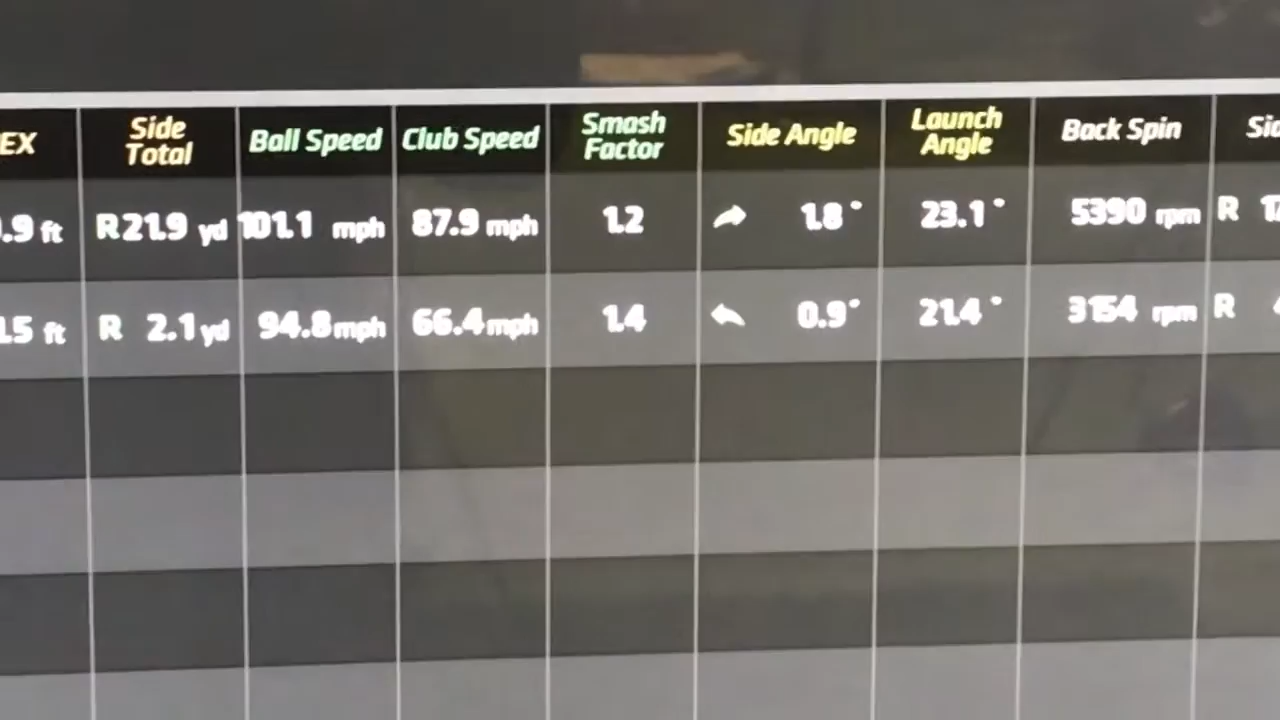 EX Side Total Ball Speed Club Speed Smash Factor Side Angle Launch Angle Back Spin
.9 ft R21.9 yd 101.1 mph 87.9 mph 1.2 1.8° 23.1° 5390 rpm R
.5 ft R 2.1 yd 94.8 mph 66.4 mph 1.4 0.9° 21.4° 3154 rpm R